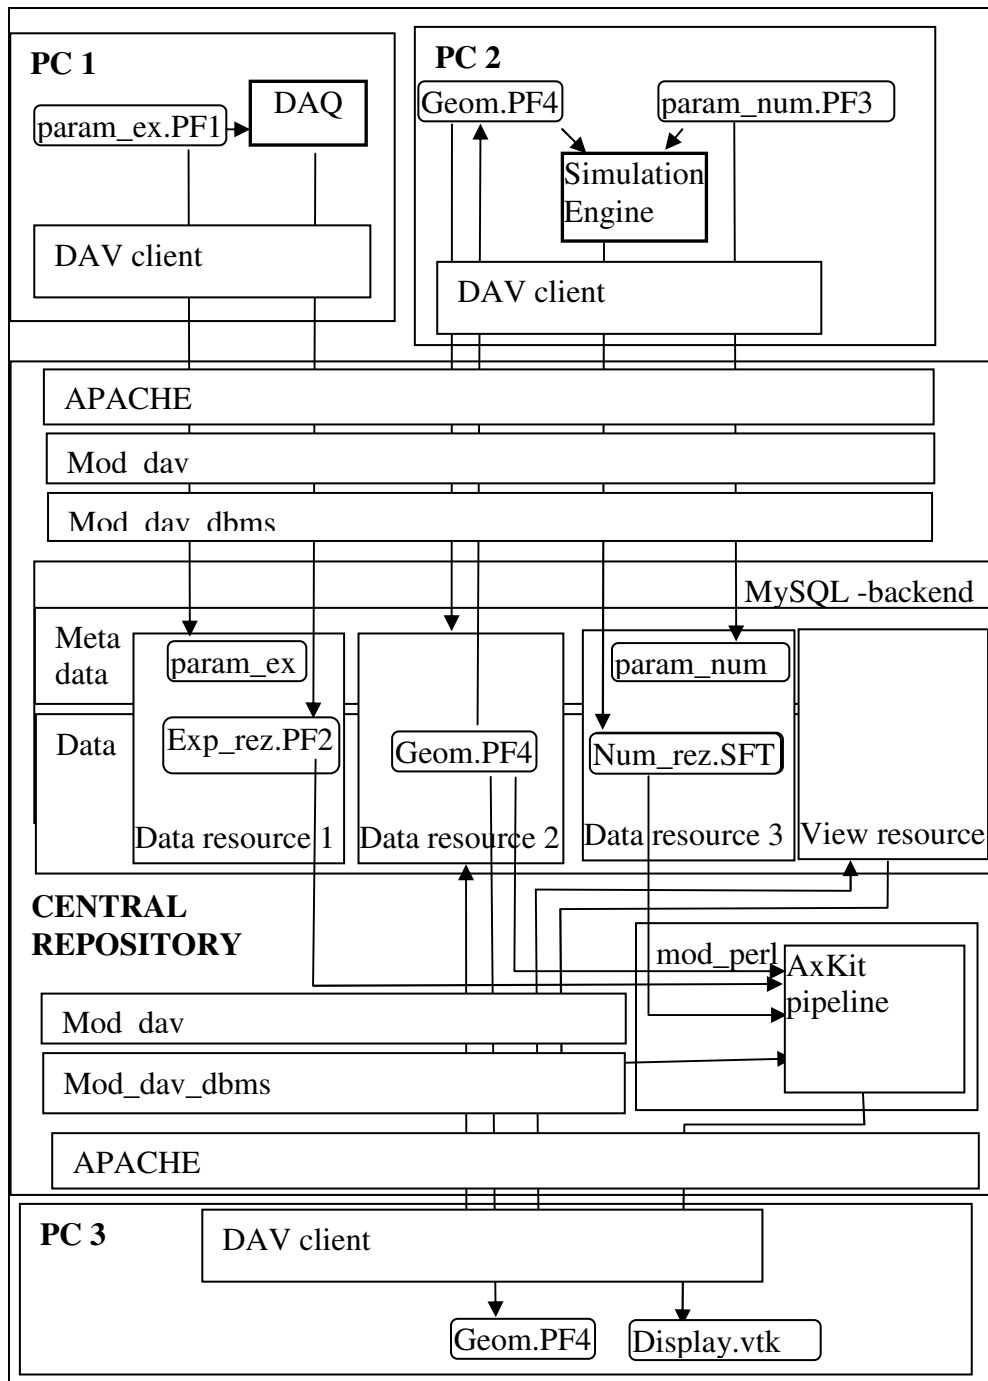 PC 1
DAQ
param_ex.PF1
DAV client
PC 2
Geom.PF4
param_num.PF3
Simulation
Engine
DAV client
APACHE
Mod dav
Mod dav dbms
MySQL -backend
Meta
data
param_ex
param_num
Data
Exp_rez.PF2
Geom.PF4
Num_rez.SFT
Data resource 1
Data resource 2
Data resource 3
View resource
CENTRAL
REPOSITORY
mod_perl
AxKit
pipeline
Mod dav
Mod_dav_dbms
APACHE
PC 3
DAV client
Geom.PF4
Display.vtk